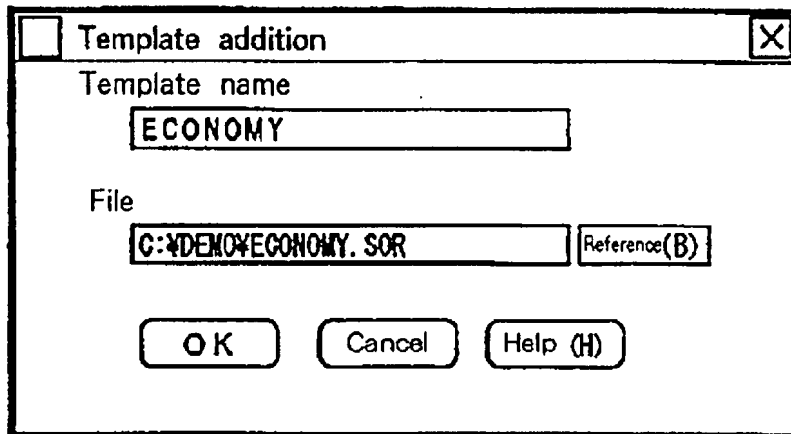 Template addition
Template name
ECONOMY
File
C:¥DEMO¥ECONOMY.SOR Reference(B)
OK Cancel Help (H)